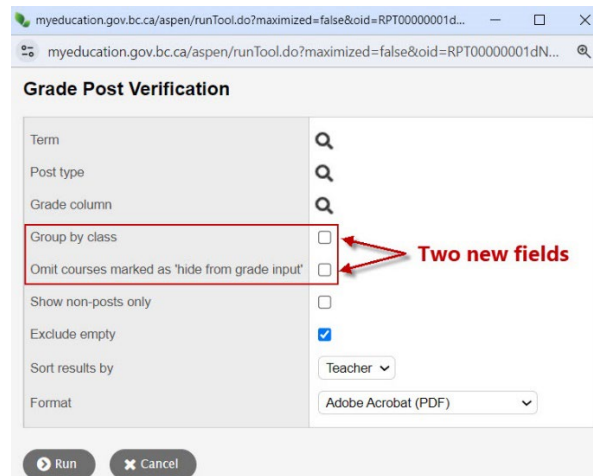 myeducation.gov.bc.ca/aspen/runTool.do?maximized=false&oid=RPT00000001d...
myeducation.gov.bc.ca/aspen/runTool.do?maximized=false&oid=RPT00000001dN...
Grade Post Verification
Term
Post type
Grade column
Group by class
Omit courses marked as 'hide from grade input'
Two new fields
Show non-posts only
Exclude empty
Sort results by Teacher
Format Adobe Acrobat (PDF)
Run Cancel